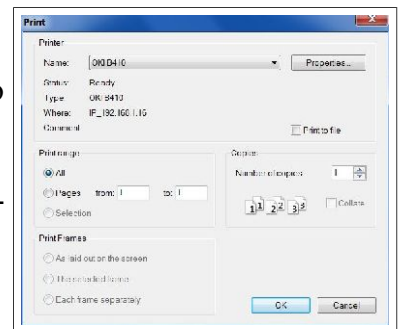 Print
Printer
Name: OKI B410 Properties...
Status: Ready
Type: OKI B410
Where: IP_192.168.1.16
Comment: Print to file
Print range
All
Pages from: 1 to: 1
Selection
Copies
Number of copies: 1
1 1 2 2 3 3 Collate
Print Frames
As laid out on the screen
The selected frame
Each frame separately
OK Cancel